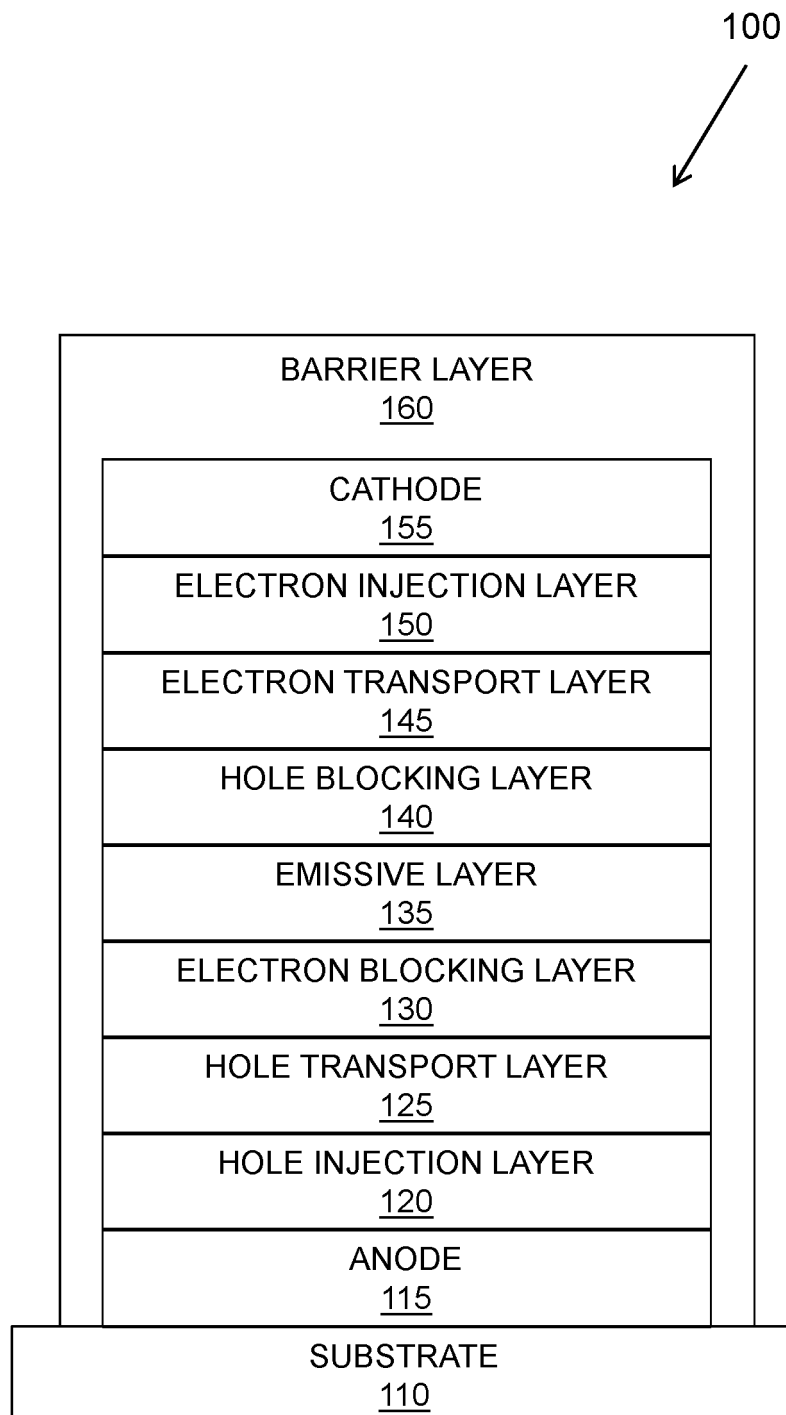 100
BARRIER LAYER
160
CATHODE
155
ELECTRON INJECTION LAYER
150
ELECTRON TRANSPORT LAYER
145
HOLE BLOCKING LAYER
140
EMISSIVE LAYER
135
ELECTRON BLOCKING LAYER
130
HOLE TRANSPORT LAYER
125
HOLE INJECTION LAYER
120
ANODE
115
SUBSTRATE
110